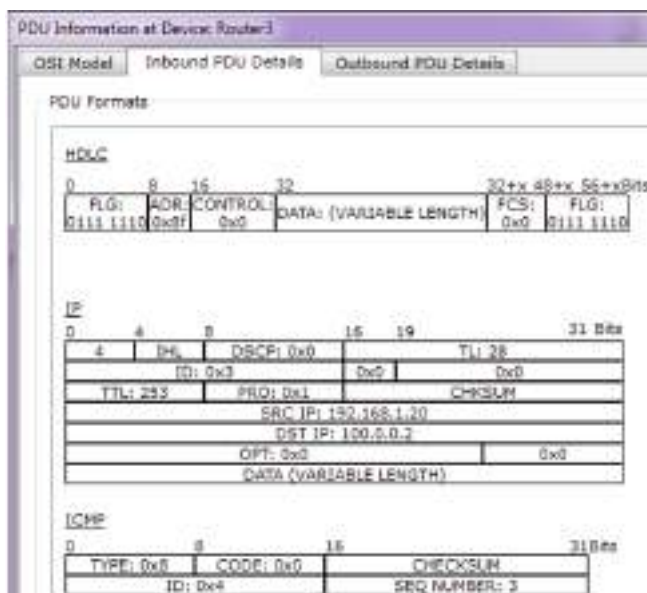 PDU Information at Device: Router3
OSI Model Inbound PDU Details Outbound PDU Details
PDU Formats
HDLC
0 8 16 32 32+x 48+x 56+xBits
FLG: 0111 1110 ADR: 0x8f CONTROL: 0x0 DATA: (VARIABLE LENGTH) FCS: 0x0 FLG: 0111 1110
IP
0 4 8 16 19 31 Bits
4 IHL DSCP: 0x0 TL: 28
ID: 0x3 0x0 0x0
TTL: 253 PRO: 0x1 CHKSUM
SRC IP: 192.168.1.20
DST IP: 100.0.0.2
OPT: 0x0 0x0
DATA (VARIABLE LENGTH)
ICMP
0 8 16 31Bits
TYPE: 0x8 CODE: 0x0 CHECKSUM
ID: 0x4 SEQ NUMBER: 3